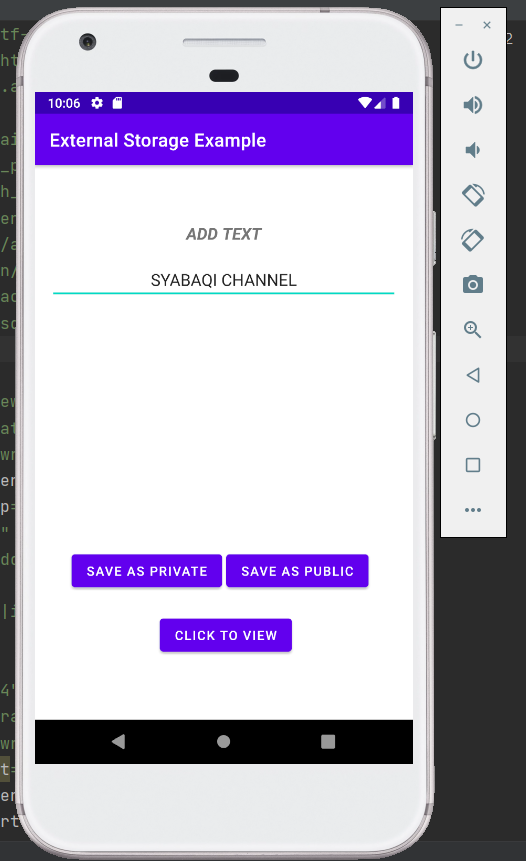 10:06
External Storage Example
ADD TEXT
SYABAQI CHANNEL
SAVE AS PRIVATE
SAVE AS PUBLIC
CLICK TO VIEW